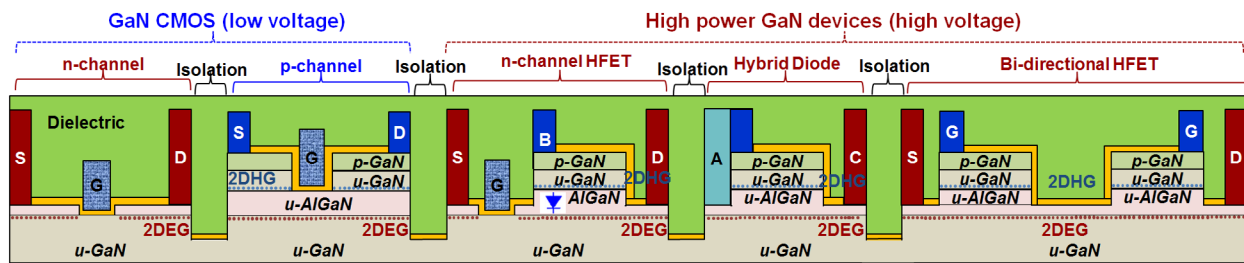 GaN CMOS (low voltage)
High power GaN devices (high voltage)
n-channel
Isolation
p-channel
Isolation
n-channel HFET
Isolation
Hybrid Diode
Isolation
Bi-directional HFET
Dielectric
S
G
D
S
G
D
p-GaN
u-GaN
2DHG
u-AlGaN
2DEG
2DEG
u-GaN
u-GaN
S
G
B
D
p-GaN
u-GaN
2DHG
AlGaN
2DEG
u-GaN
A
C
p-GaN
u-GaN
2DHG
u-AlGaN
2DEG
u-GaN
S
G
G
D
p-GaN
p-GaN
u-GaN
2DHG
u-GaN
u-AlGaN
u-AlGaN
2DEG
2DEG
u-GaN